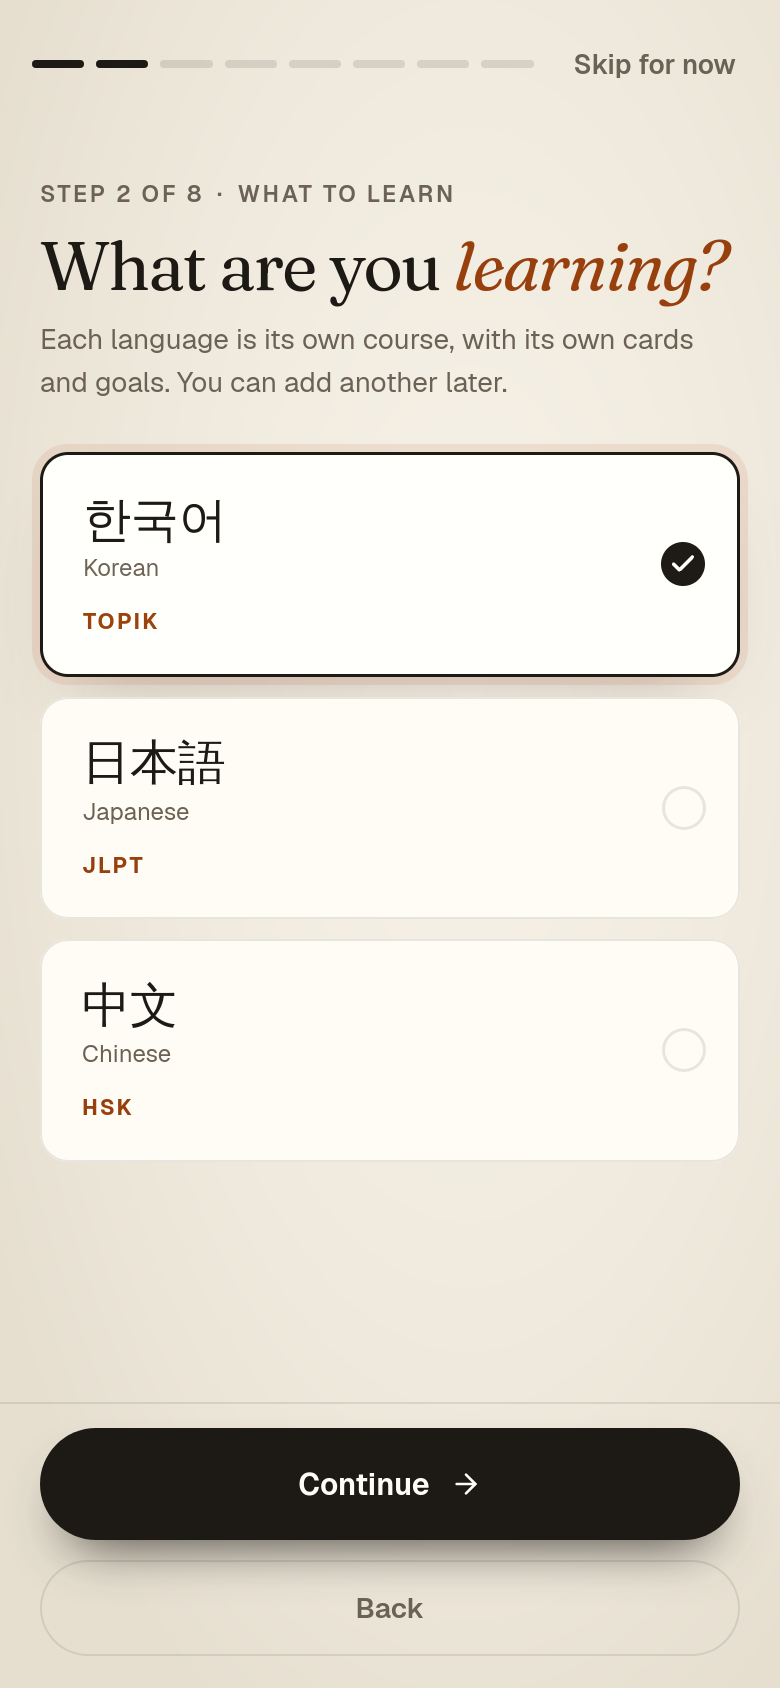 Skip for now
STEP 2 OF 8 · WHAT TO LEARN
What are you learning?
Each language is its own course, with its own cards
and goals. You can add another later.
한국어
Korean
TOPIK
日本語
Japanese
JLPT
中文
Chinese
HSK
Continue →
Back